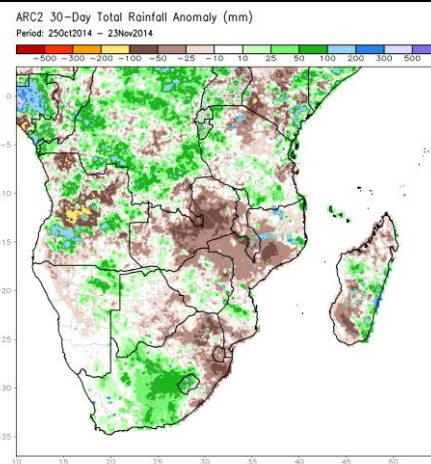 ARC2 30-Day Total Rainfall Anomaly (mm)
Period: 25Oct2014 ~ 23Nov2014
-500 -300 -200 -100 -50 -25 -10 10 25 50 100 200 300 500
0
-5
-10
-15
-20
-25
-30
-35
10 15 20 25 30 35 40 45 50